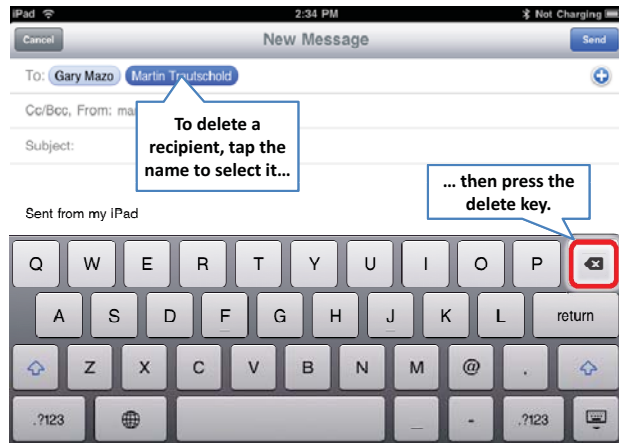 iPad 2:34 PM Not Charging
Cancel New Message Send
To: Gary Mazo Martin Trautschold
Cc/Bcc, From: ma
To delete a
recipient, tap the
name to select it…
Subject:
… then press the
delete key.
Sent from my iPad
Q W E R T Y U I O P
A S D F G H J K L return
Z X C V B N M @ .
.?123 _ - .?123